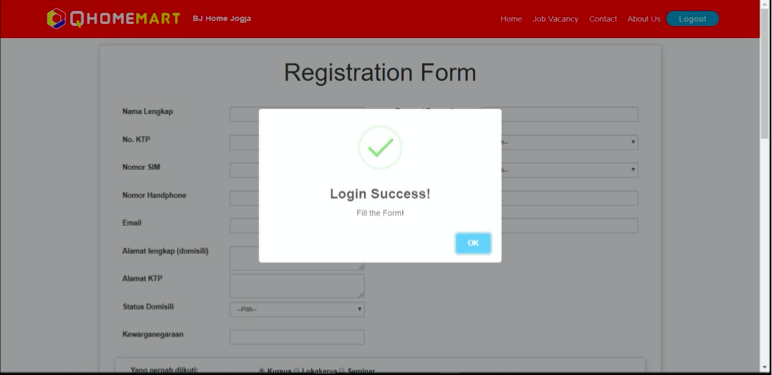 QHOMEMART BJ Home Jogja Home Job Vacancy Contact About Us Logout
Registration Form
Nama Lengkap
No. KTP
Nomor SIM
Nomor Handphone
Email
Alamat lengkap (domisili)
Alamat KTP
Status Domisili --Pilih--
Kewarganegaraan
Yang pernah diikuti: Kursus Lokakarya Seminar
Login Success!
Fill the Form!
OK